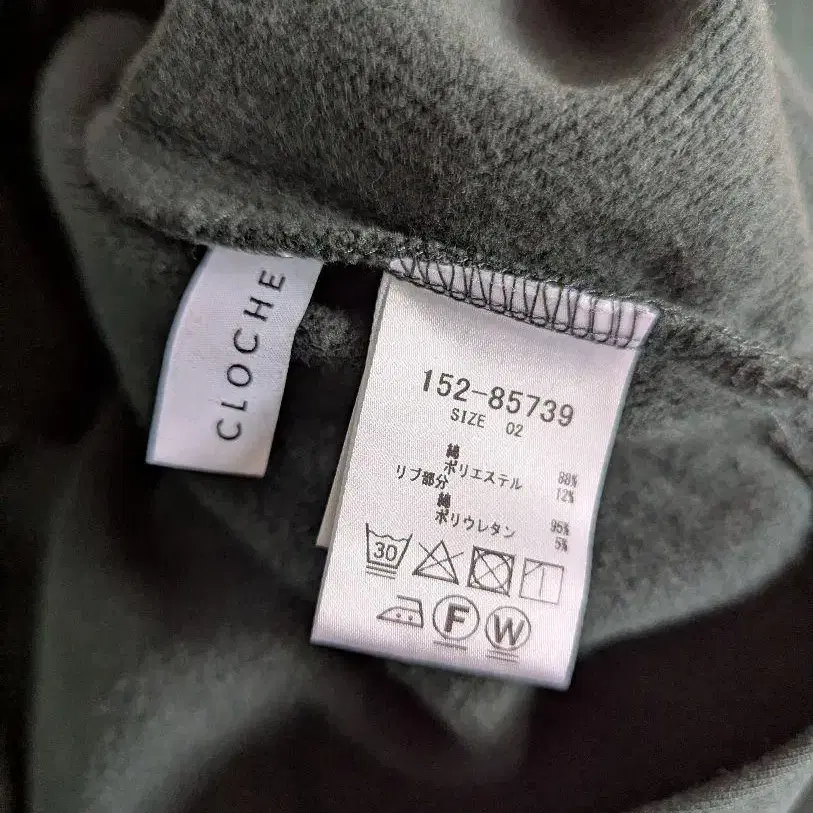 CLOCHE
152-85739
SIZE 02
綿 88%
ポリエステル 12%
リブ部分
綿 95%
ポリウレタン 5%
30
F W